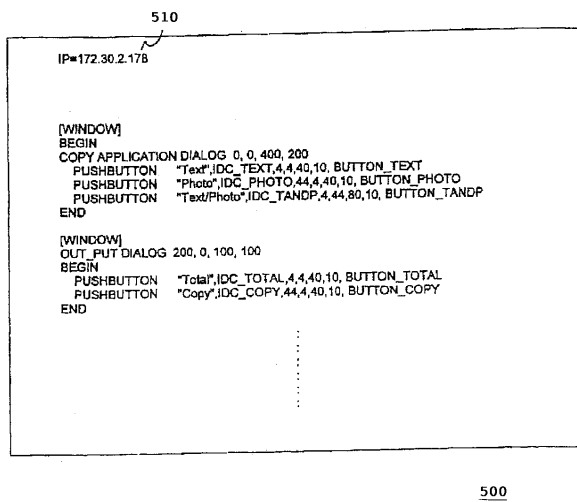 510
IP=172.30.2.17B
[WINDOW]
BEGIN
COPY APPLICATION DIALOG 0, 0, 400, 200
PUSHBUTTON "Text",IDC_TEXT,4,4,40,10, BUTTON_TEXT
PUSHBUTTON "Photo",IDC_PHOTO,44,4,40,10, BUTTON_PHOTO
PUSHBUTTON "Text/Photo",IDC_TANDP,4,44,80,10, BUTTON_TANDP
END
[WINDOW]
OUT_PUT DIALOG 200, 0, 100, 100
BEGIN
PUSHBUTTON "Total",IDC_TOTAL,4,4,40,10, BUTTON_TOTAL
PUSHBUTTON "Copy",IDC_COPY,44,4,40,10, BUTTON_COPY
END
500